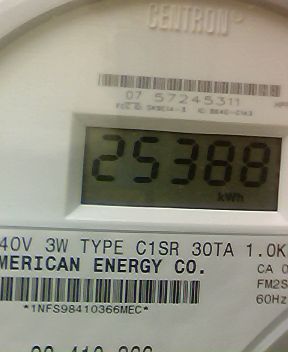 CENTRON®
07 57245311
25388
kWh
40V 3W TYPE C1SR 30TA 1.0K
MERICAN ENERGY CO.
CA 0
FM2S
60Hz
*1NFS98410366MEC*